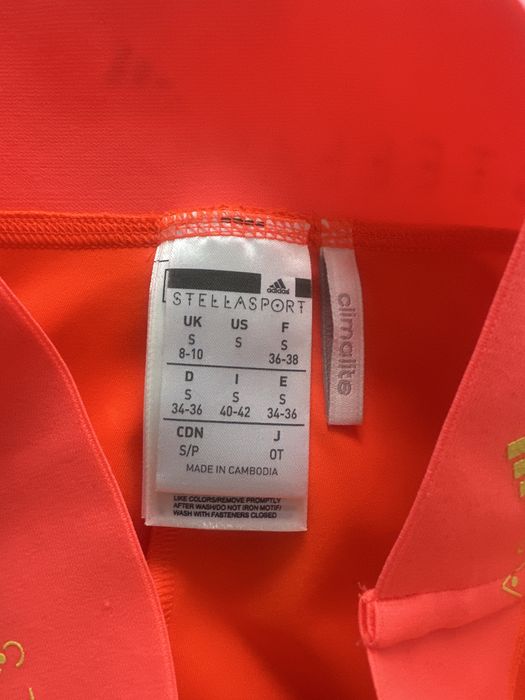 adidas
STELLASPORT
UK US F
S S S
8-10 36-38
D I E
S S S
34-36 40-42 34-36
CDN J
S/P OT
MADE IN CAMBODIA
LIKE COLORS/REMOVE PROMPTLY
AFTER WASH/DO NOT IRON MOTIF/
WASH WITH FASTENERS CLOSED
climalite